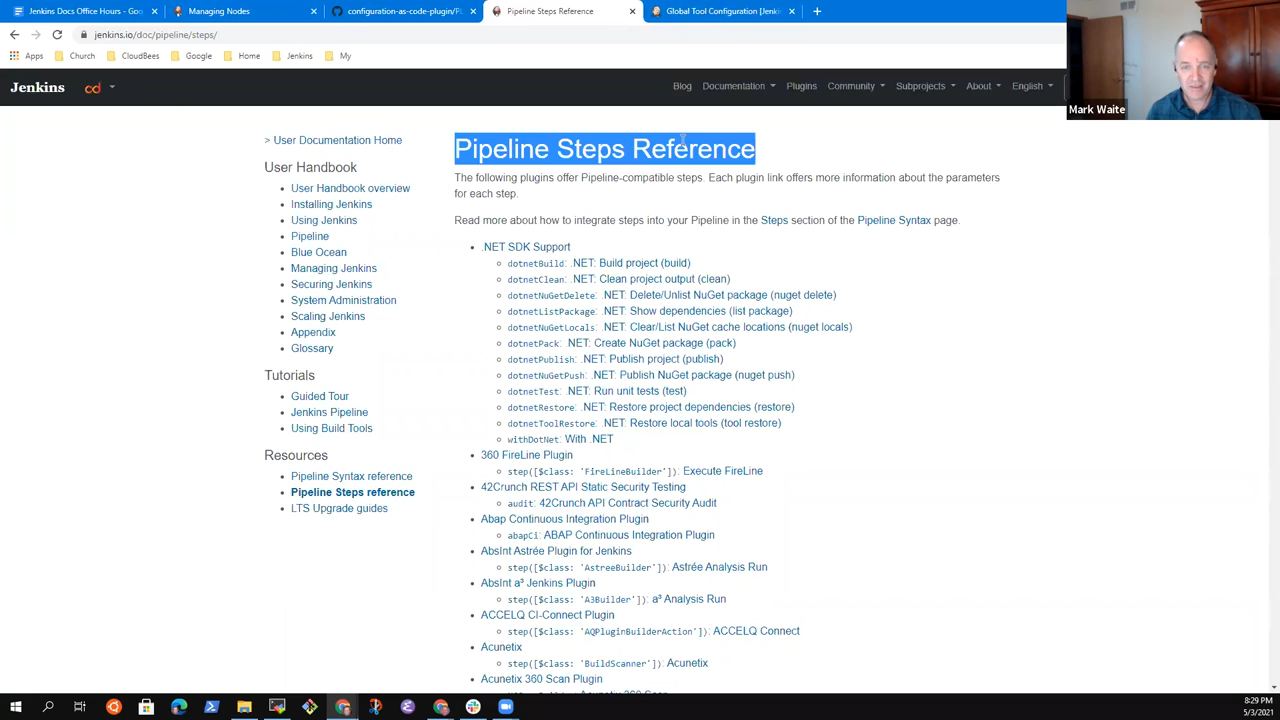 Jenkins Docs Office Hours - Goo
Managing Nodes
configuration-as-code-plugin/PL
Pipeline Steps Reference
Global Tool Configuration [Jenki
jenkins.io/doc/pipeline/steps/
Apps
Church
CloudBees
Google
Home
Jenkins
My
Jenkins
cd
Blog
Documentation
Plugins
Community
Subprojects
About
English
Mark Waite
> User Documentation Home
User Handbook
User Handbook overview
Installing Jenkins
Using Jenkins
Pipeline
Blue Ocean
Managing Jenkins
Securing Jenkins
System Administration
Scaling Jenkins
Appendix
Glossary
Tutorials
Guided Tour
Jenkins Pipeline
Using Build Tools
Resources
Pipeline Syntax reference
Pipeline Steps reference
LTS Upgrade guides
Pipeline Steps Reference
The following plugins offer Pipeline-compatible steps. Each plugin link offers more information about the parameters
for each step.
Read more about how to integrate steps into your Pipeline in the Steps section of the Pipeline Syntax page.
.NET SDK Support
dotnetBuild: .NET: Build project (build)
dotnetClean: .NET: Clean project output (clean)
dotnetNuGetDelete: .NET: Delete/Unlist NuGet package (nuget delete)
dotnetListPackage: .NET: Show dependencies (list package)
dotnetNuGetLocals: .NET: Clear/List NuGet cache locations (nuget locals)
dotnetPack: .NET: Create NuGet package (pack)
dotnetPublish: .NET: Publish project (publish)
dotnetNuGetPush: .NET: Publish NuGet package (nuget push)
dotnetTest: .NET: Run unit tests (test)
dotnetRestore: .NET: Restore project dependencies (restore)
dotnetToolRestore: .NET: Restore local tools (tool restore)
withDotNet: With .NET
360 FireLine Plugin
step([$class: 'FireLineBuilder']): Execute FireLine
42Crunch REST API Static Security Testing
audit: 42Crunch API Contract Security Audit
Abap Continuous Integration Plugin
abapCi: ABAP Continuous Integration Plugin
AbsInt Astrée Plugin for Jenkins
step([$class: 'AstreeBuilder']): Astrée Analysis Run
AbsInt a³ Jenkins Plugin
step([$class: 'A3Builder']): a³ Analysis Run
ACCELQ CI-Connect Plugin
step([$class: 'AQPluginBuilderAction']): ACCELQ Connect
Acunetix
step([$class: 'BuildScanner']): Acunetix
Acunetix 360 Scan Plugin
8:29 PM
5/3/2021